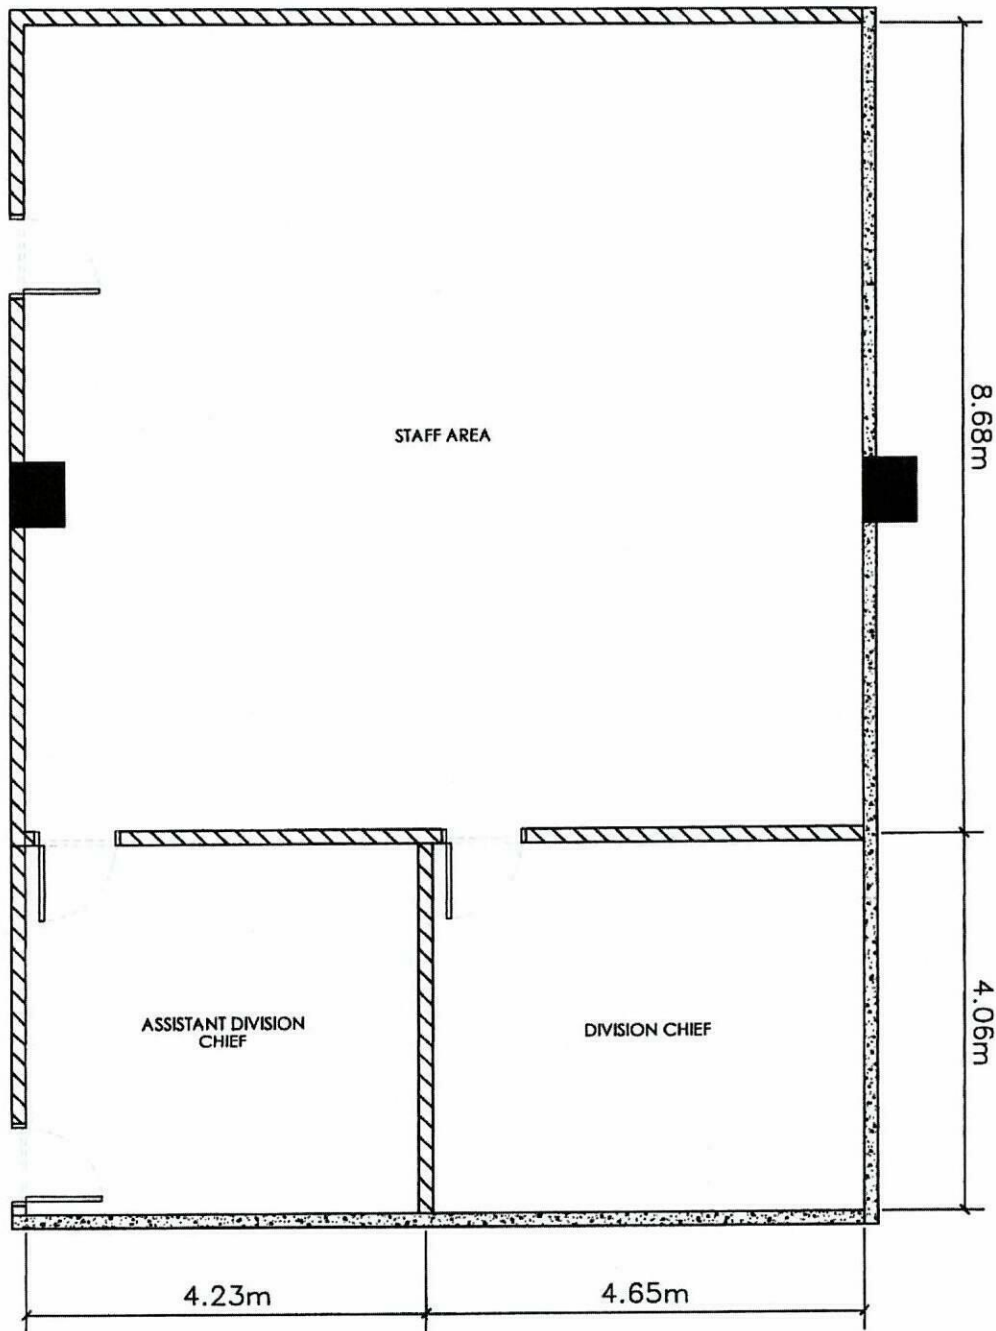 STAFF AREA
8.68m
ASSISTANT DIVISION
CHIEF
DIVISION CHIEF
4.06m
4.23m
4.65m